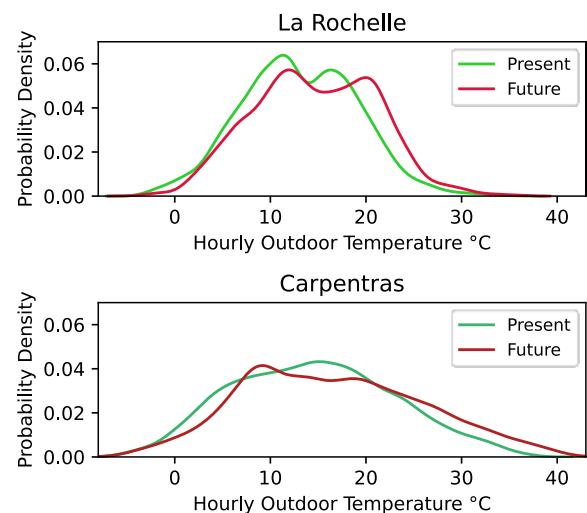 La Rochelle
Probability Density
0.06
0.04
0.02
0.00
Present
Future
0 10 20 30 40
Hourly Outdoor Temperature °C
Carpentras
Probability Density
0.06
0.04
0.02
0.00
Present
Future
0 10 20 30 40
Hourly Outdoor Temperature °C